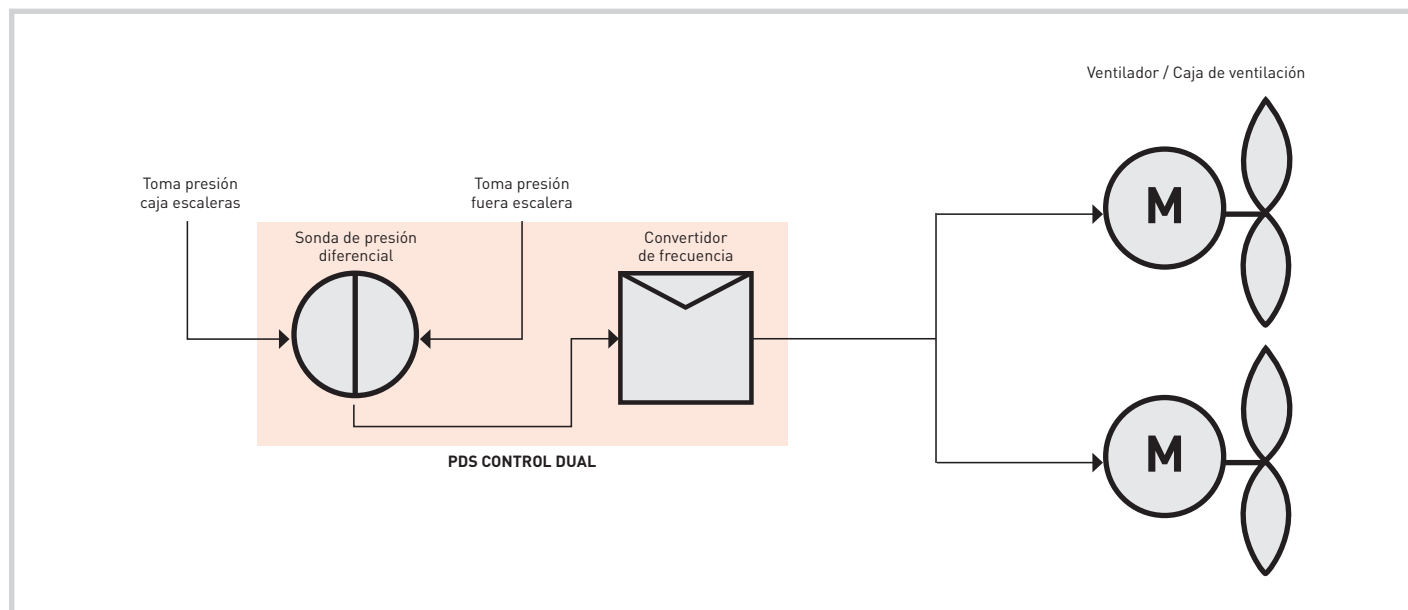 Ventilador / Caja de ventilación
Toma presión
caja escaleras
Toma presión
fuera escalera
Sonda de presión
diferencial
Convertidor
de frecuencia
M
PDS CONTROL DUAL
M